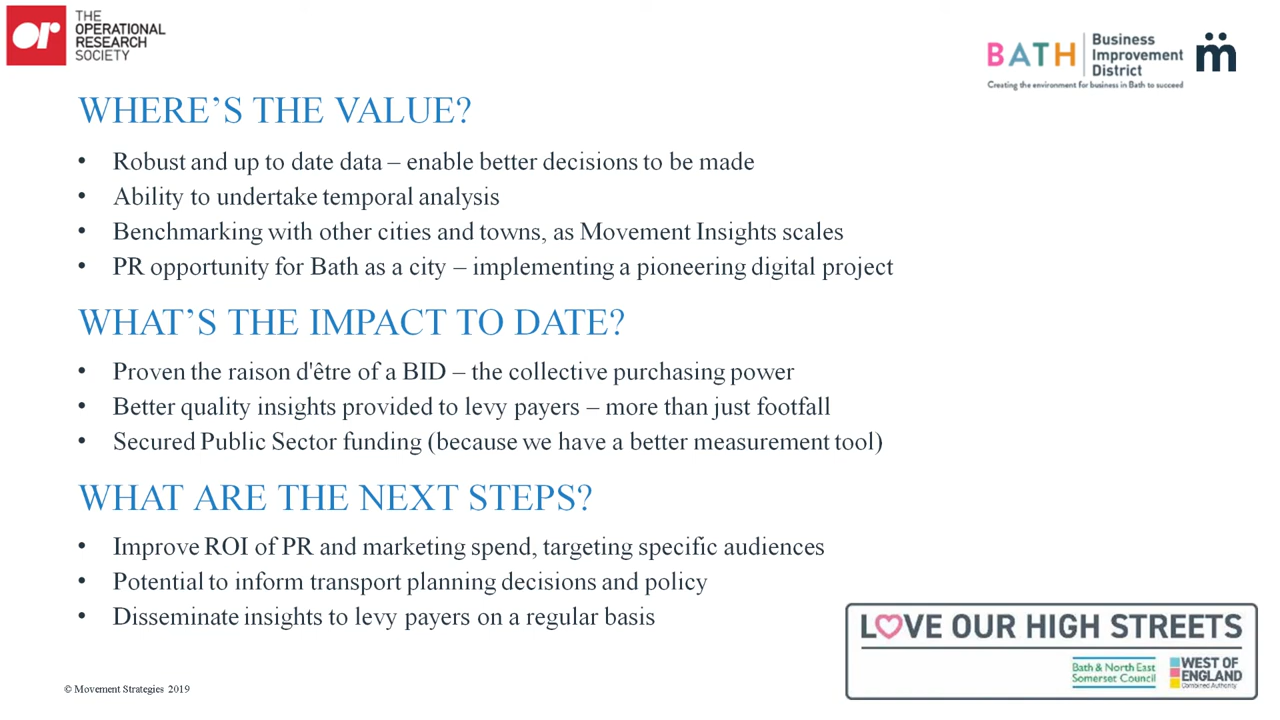 or
THE
OPERATIONAL
RESEARCH
SOCIETY
BATH
Business
Improvement
District
Creating the environment for business in Bath to succeed
m
WHERE’S THE VALUE?
• Robust and up to date data – enable better decisions to be made
• Ability to undertake temporal analysis
• Benchmarking with other cities and towns, as Movement Insights scales
• PR opportunity for Bath as a city – implementing a pioneering digital project
WHAT’S THE IMPACT TO DATE?
• Proven the raison d'être of a BID – the collective purchasing power
• Better quality insights provided to levy payers – more than just footfall
• Secured Public Sector funding (because we have a better measurement tool)
WHAT ARE THE NEXT STEPS?
• Improve ROI of PR and marketing spend, targeting specific audiences
• Potential to inform transport planning decisions and policy
• Disseminate insights to levy payers on a regular basis
LOVE OUR HIGH STREETS
Bath & North East
Somerset Council
WEST OF
ENGLAND
Combined Authority
© Movement Strategies 2019